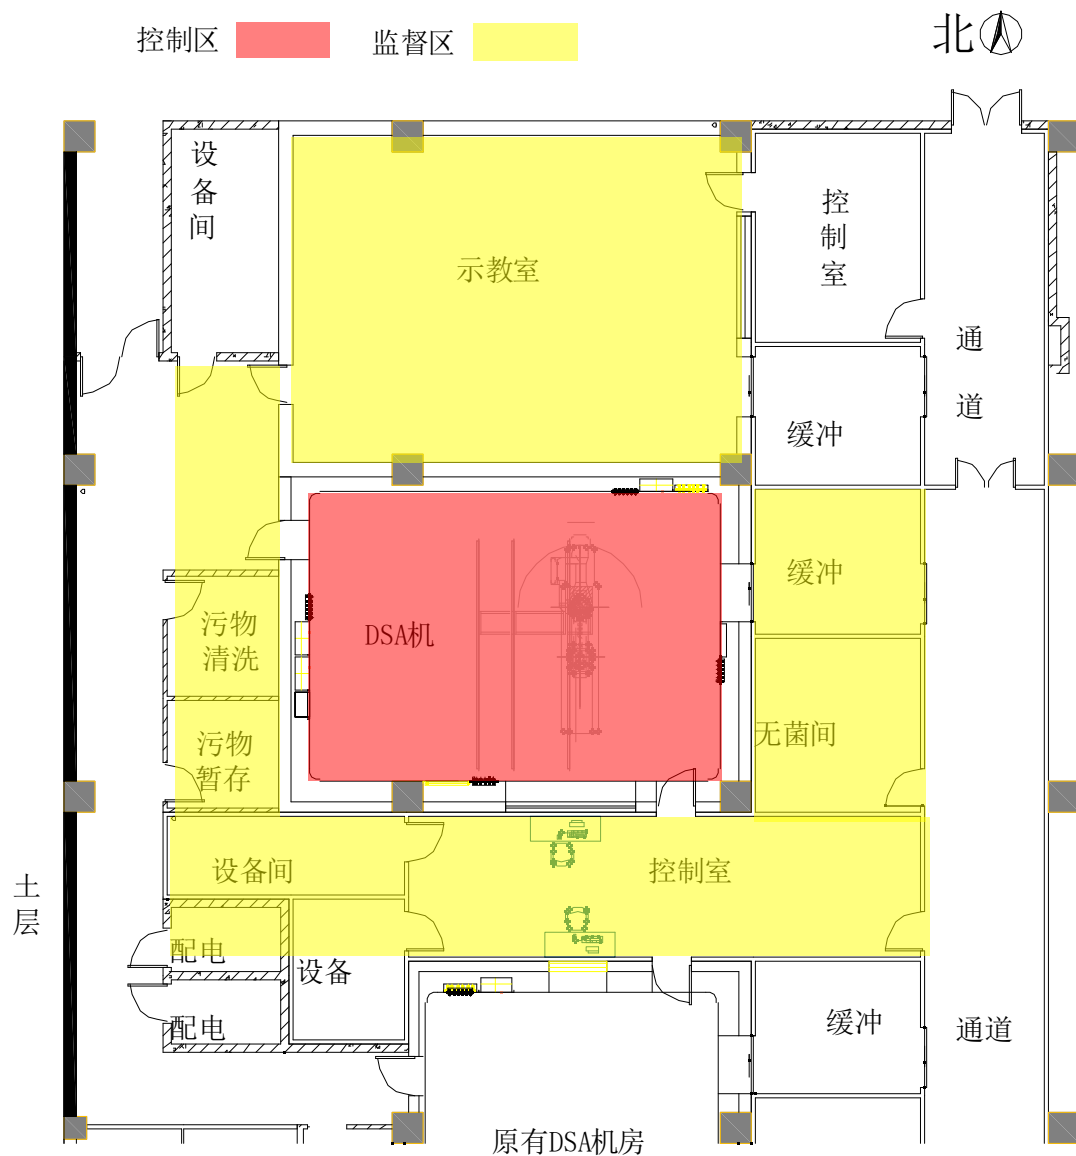 控制区
监督区
北
设
备
间
控
制
室
示教室
通
道
缓冲
缓冲
DSA机
污物
清洗
无菌间
污物
暂存
设备间
控制室
土
层
配电
设备
配电
缓冲
通道
原有DSA机房